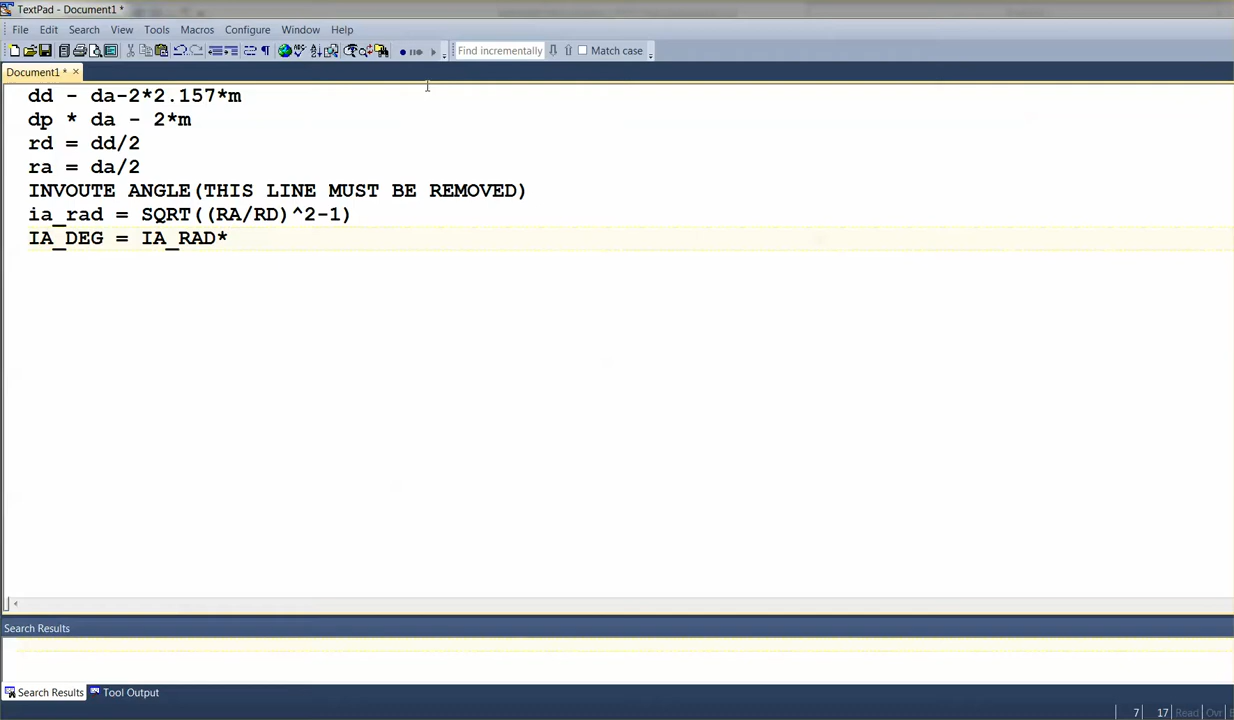 TextPad - Document1 *
File Edit Search View Tools Macros Configure Window Help
Find incrementally Match case
Document1 * ×
dd - da-2*2.157*m
dp * da - 2*m
rd = dd/2
ra = da/2
INVOUTE ANGLE(THIS LINE MUST BE REMOVED)
ia_rad = SQRT((RA/RD)^2-1)
IA_DEG = IA_RAD*
Search Results
Search Results Tool Output
7 17 Read Ovr